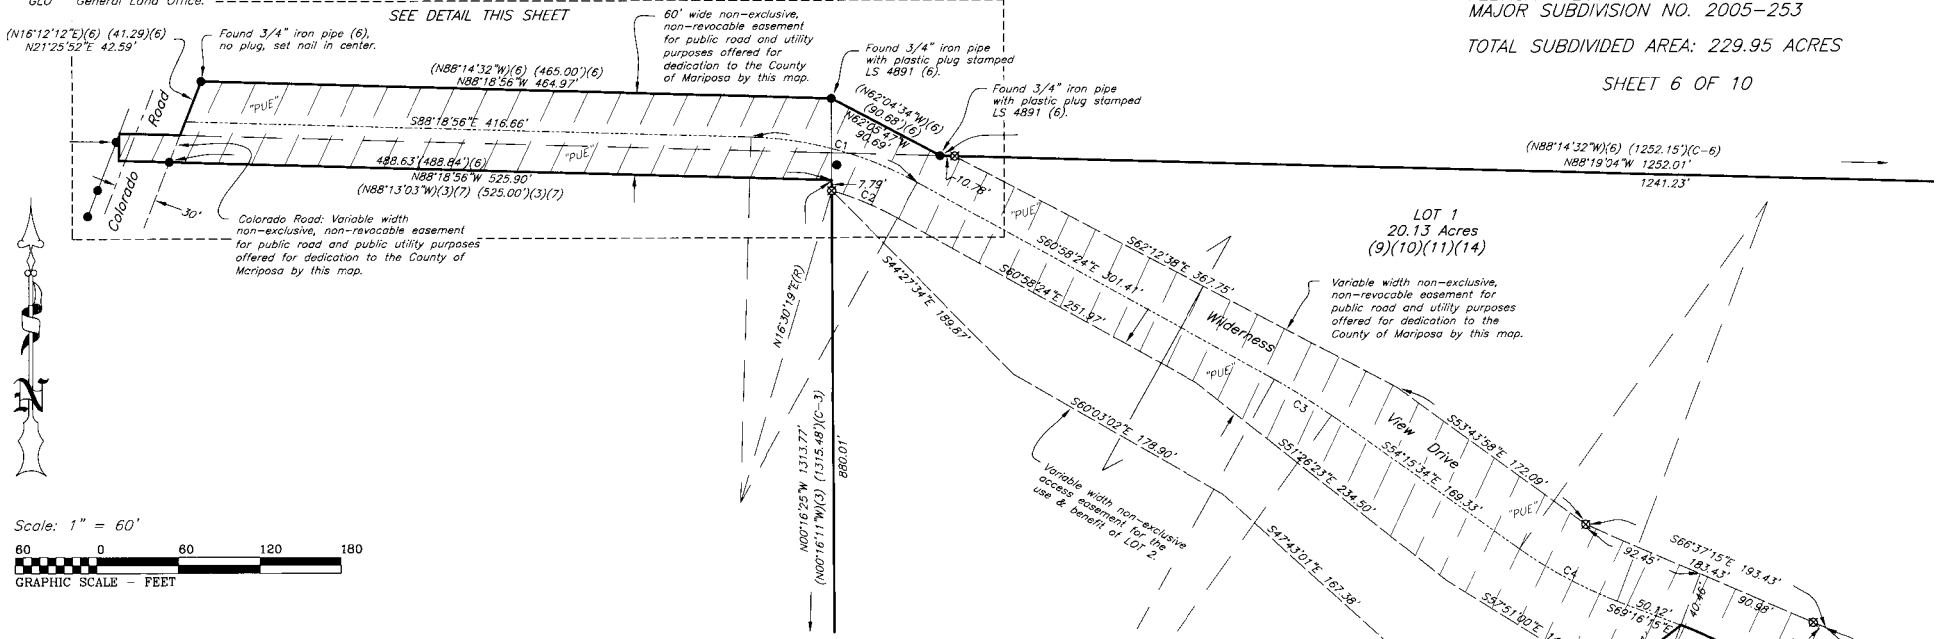 GLO    General Land Office.
SEE DETAIL THIS SHEET
MAJOR SUBDIVISION NO. 2005-253
TOTAL SUBDIVIDED AREA: 229.95 ACRES
SHEET 6 OF 10
(N16°12'12"E)(6) (41.29)(6)
N21°25'52"E 42.59'
Found 3/4" iron pipe (6),
no plug, set nail in center.
60' wide non-exclusive,
non-revocable easement
for public road and utility
purposes offered for
dedication to the County
of Mariposa by this map.
Found 3/4" iron pipe
with plastic plug stamped
LS 4891 (6).
Found 3/4" iron pipe
with plastic plug stamped
LS 4891 (6).
(N88°14'32"W)(6) (465.00')(6)
N88°18'56"W 464.97'
Road
"PUE"
S88°18'56"E 416.66'
(N62°04'34"W)(6)
(90.68')(6)
N62°05'47"W
90.69'
C1
488.63'(488.84')(6)
"PUE"
N88°18'56"W 525.90'
(N88°13'03"W)(3)(7) (525.00')(3)(7)
7.79'
C2
10.78'
(N88°14'32"W)(6) (1252.15')(C-6)
N88°19'04"W 1252.01'
1241.23'
Colorado
30'
Colorado Road: Variable width
non-exclusive, non-revocable easement
for public road and public utility purposes
offered for dedication to the County of
Mariposa by this map.
LOT 1
20.13 Acres
(9)(10)(11)(14)
"PUE"
S62°12'38"E 367.75'
S60°58'24"E 301.41'
S60°58'24"E 251.97'
S44°27'34"E 189.87'
N16°30'19"E(R)
Variable width non-exclusive,
non-revocable easement for
public road and utility purposes
offered for dedication to the
County of Mariposa by this map.
Wilderness
"PUE"
C3
View Drive
S53°43'58"E 172.09'
S54°15'34"E 169.33'
S51°26'23"E 234.50'
"PUE"
S60°03'02"E 178.90'
Variable width non-exclusive
access easement for the
use & benefit of LOT 2.
N00°16'25"W 1313.77'
(N00°16'11"W)(3) (1315.48')(C-3)
880.01'
N
S47°43'01"E 167.38'
C4
92.45'
S66°37'15"E 193.43'
183.43'
90.98'
50.12'
S69°16'15"E
40.46'
S57°51'00"E
Scale: 1" = 60'
60 0 60 120 180
GRAPHIC SCALE - FEET